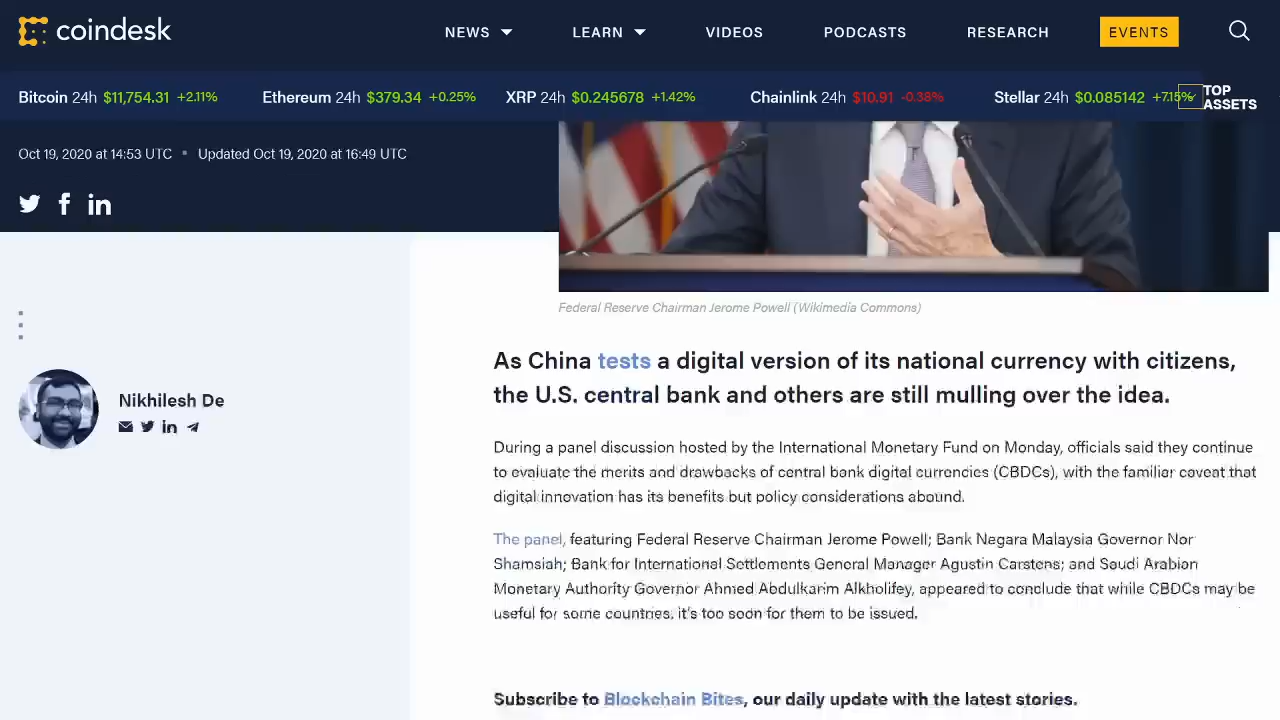 coindesk
NEWS LEARN VIDEOS PODCASTS RESEARCH EVENTS
Bitcoin 24h $11,754.31 +2.11% Ethereum 24h $379.34 +0.25% XRP 24h $0.245678 +1.42% Chainlink 24h $10.91 -0.38% Stellar 24h $0.085142 +7.15% TOP
ASSETS
Oct 19, 2020 at 14:53 UTC • Updated Oct 19, 2020 at 16:49 UTC
Federal Reserve Chairman Jerome Powell (Wikimedia Commons)
Nikhilesh De
As China tests a digital version of its national currency with citizens,
the U.S. central bank and others are still mulling over the idea.
During a panel discussion hosted by the International Monetary Fund on Monday, officials said they continue
to evaluate the merits and drawbacks of central bank digital currencies (CBDCs), with the familiar caveat that
digital innovation has its benefits but policy considerations abound.
The panel, featuring Federal Reserve Chairman Jerome Powell; Bank Negara Malaysia Governor Nor
Shamsiah; Bank for International Settlements General Manager Agustin Carstens; and Saudi Arabian
Monetary Authority Governor Ahmed Abdulkarim Alkholifey, appeared to conclude that while CBDCs may be
useful for some countries, it's too soon for them to be issued.
Subscribe to Blockchain Bites, our daily update with the latest stories.